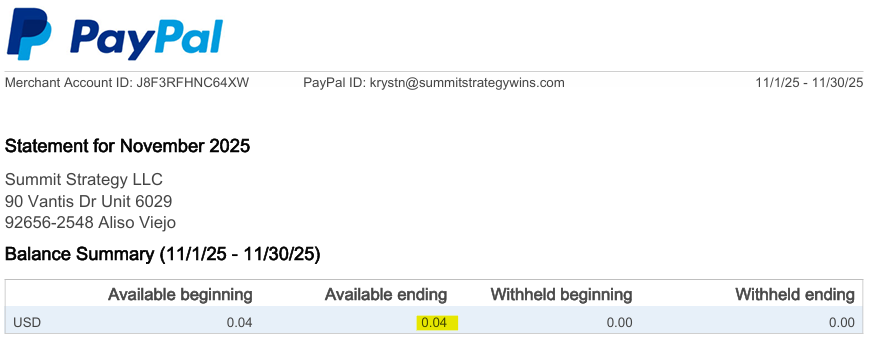 PayPal
Merchant Account ID: J8F3RFHNC64XW PayPal ID: krystn@summitstrategywins.com 11/1/25 - 11/30/25
Statement for November 2025
Summit Strategy LLC
90 Vantis Dr Unit 6029
92656-2548 Aliso Viejo
Balance Summary (11/1/25 - 11/30/25)
Available beginning Available ending Withheld beginning Withheld ending
USD 0.04 0.04 0.00 0.00